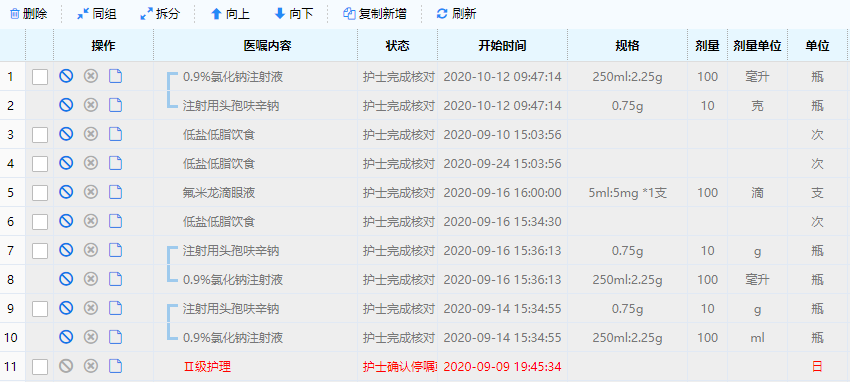 删除 同组 拆分 向上 向下 复制新增 刷新
操作 医嘱内容 状态 开始时间 规格 剂量 剂量单位 单位
1 0.9%氯化钠注射液 护士完成核对 2020-10-12 09:47:14 250ml:2.25g 100 毫升 瓶
2 注射用头孢呋辛钠 护士完成核对 2020-10-12 09:47:14 0.75g 10 克 瓶
3 低盐低脂饮食 护士完成核对 2020-09-10 15:03:56 次
4 低盐低脂饮食 护士完成核对 2020-09-24 15:03:56 次
5 氟米龙滴眼液 护士完成核对 2020-09-16 16:00:00 5ml:5mg *1支 100 滴 支
6 低盐低脂饮食 护士完成核对 2020-09-16 15:34:30 次
7 注射用头孢呋辛钠 护士完成核对 2020-09-16 15:36:13 0.75g 10 g 瓶
8 0.9%氯化钠注射液 护士完成核对 2020-09-16 15:36:13 250ml:2.25g 100 毫升 瓶
9 注射用头孢呋辛钠 护士完成核对 2020-09-14 15:34:55 0.75g 10 g 瓶
10 0.9%氯化钠注射液 护士完成核对 2020-09-14 15:34:55 250ml:2.25g 100 ml 瓶
11 Ⅱ级护理 护士确认停嘱 2020-09-09 19:45:34 日